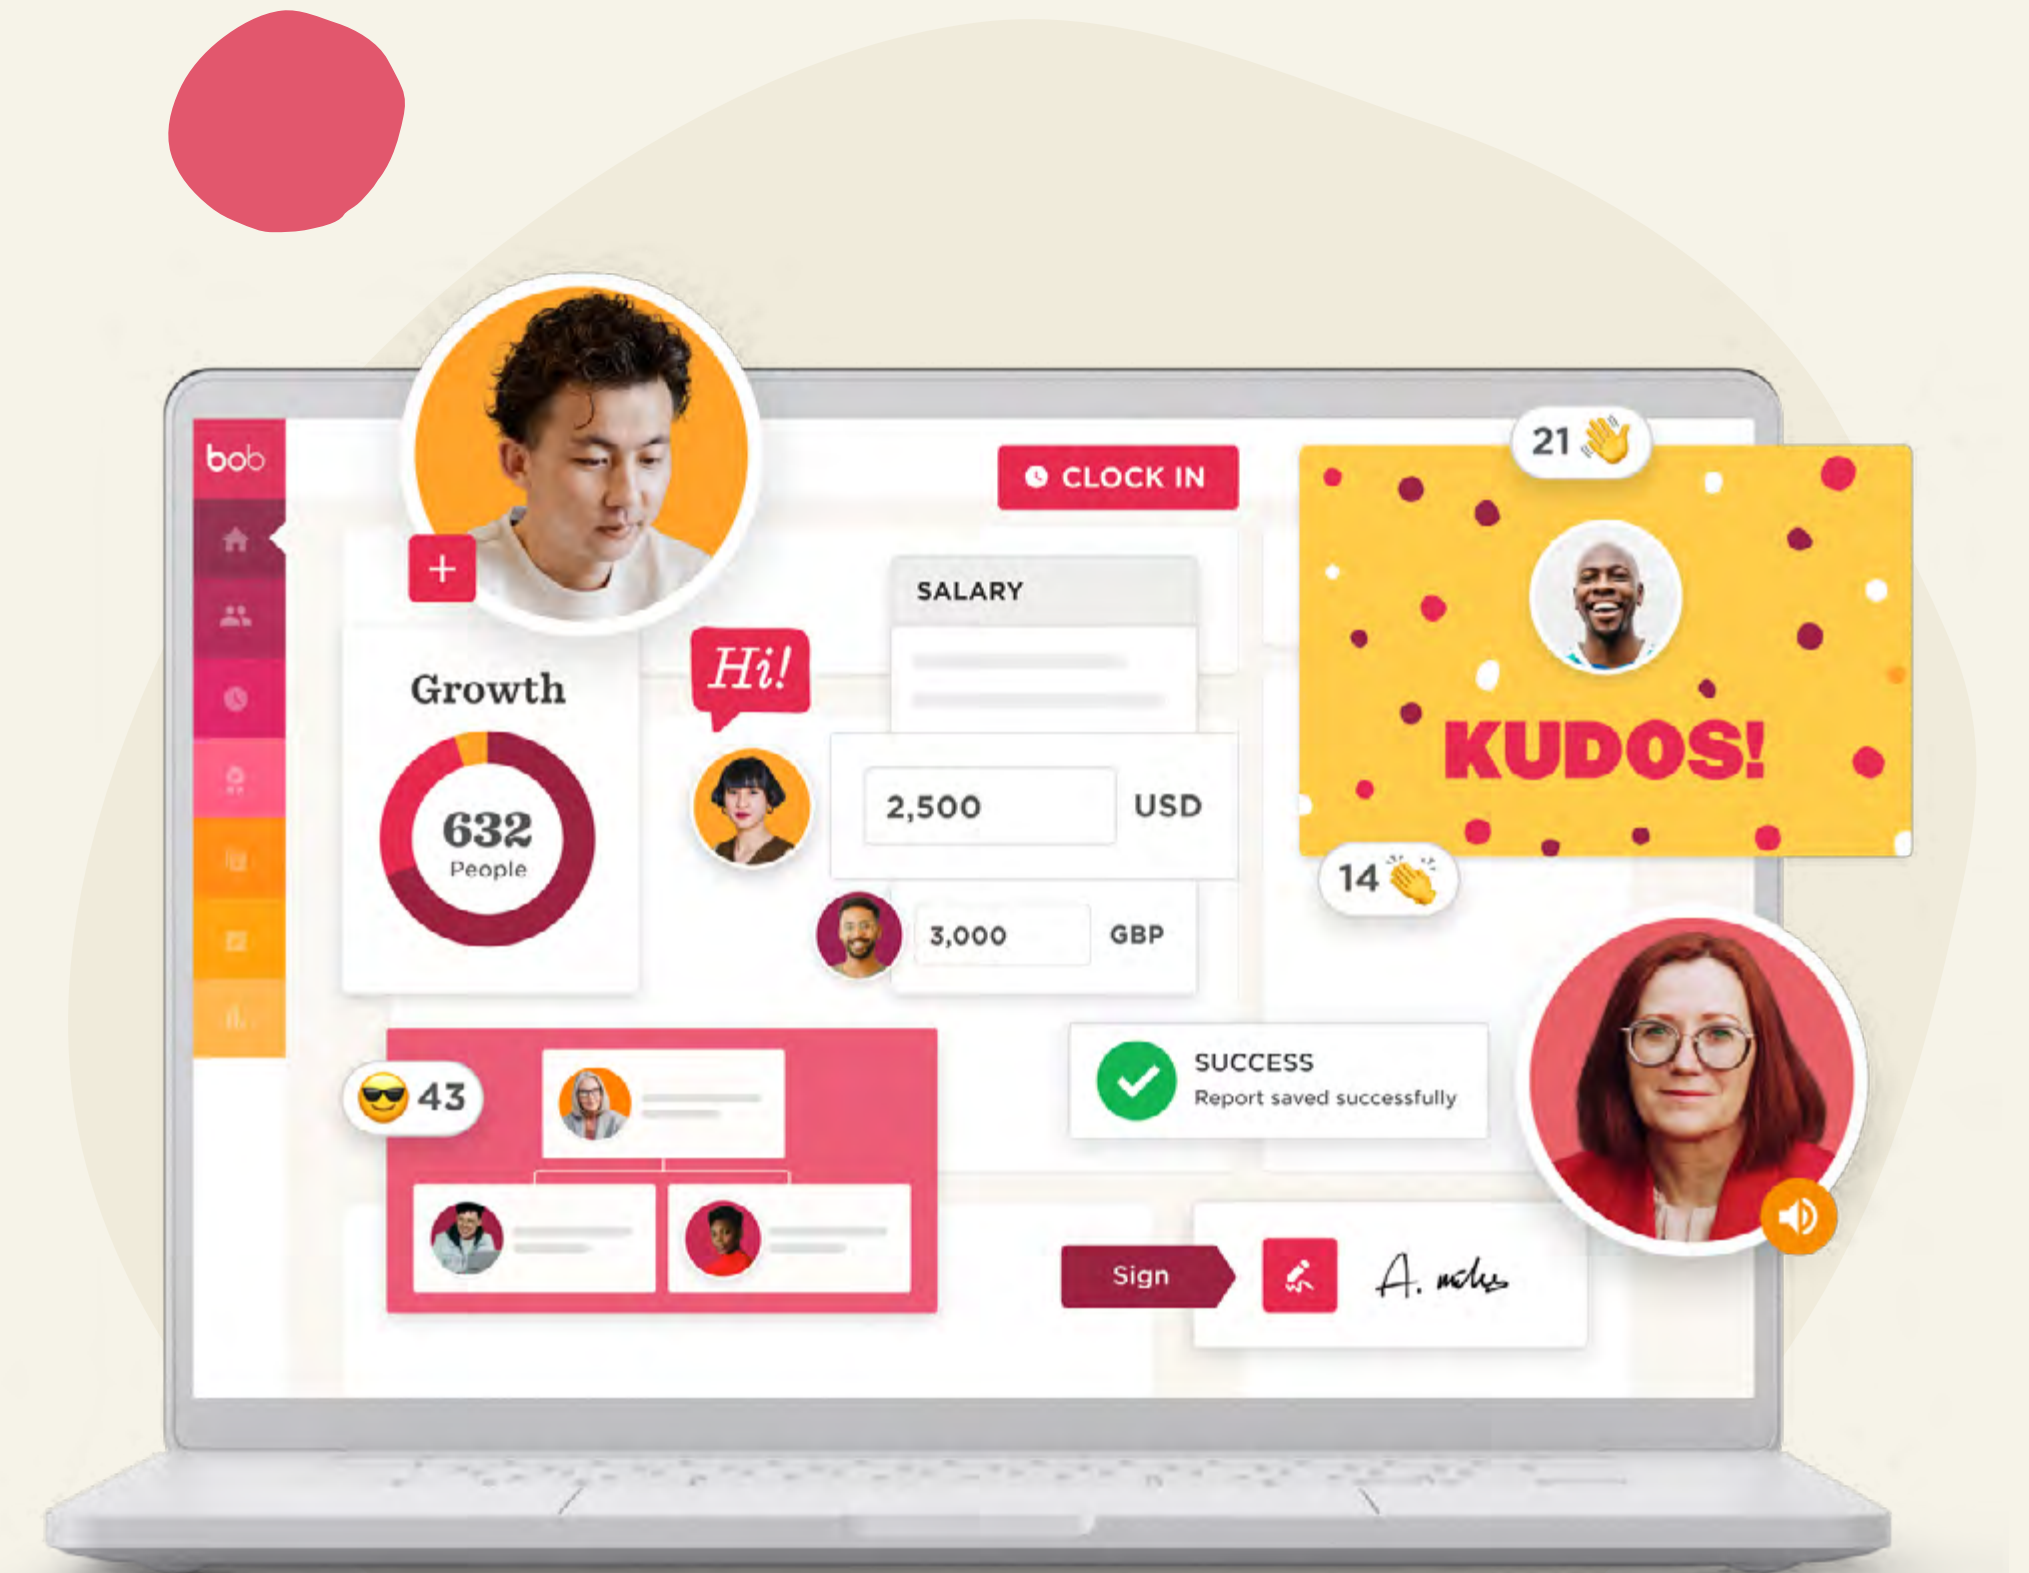 bob
CLOCK IN
21
SALARY
Growth
Hi!
632
People
2,500 USD
3,000 GBP
KUDOS!
14
43
SUCCESS
Report saved successfully
Sign